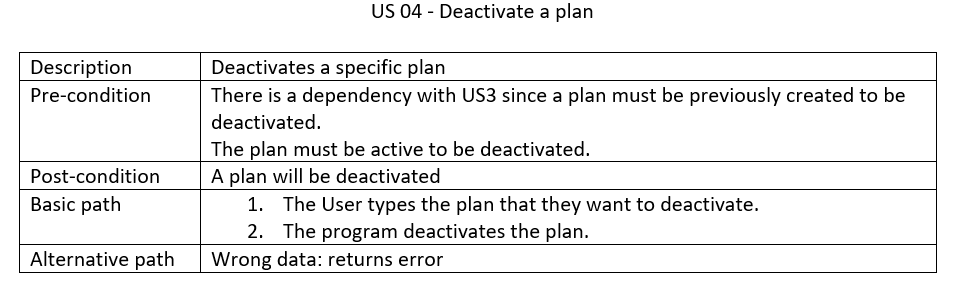 US 04 - Deactivate a plan
Description
Deactivates a specific plan
Pre-condition
There is a dependency with US3 since a plan must be previously created to be
deactivated.
The plan must be active to be deactivated.
Post-condition
A plan will be deactivated
Basic path
1. The User types the plan that they want to deactivate.
2. The program deactivates the plan.
Alternative path
Wrong data: returns error